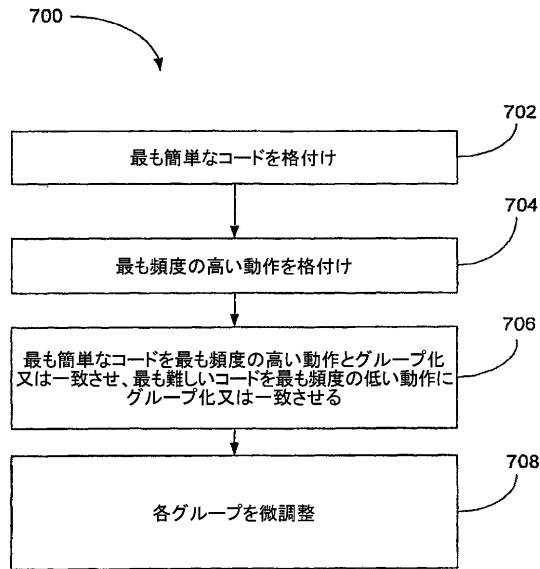 700
702
最も簡単なコードを格付け
704
最も頻度の高い動作を格付け
706
最も簡単なコードを最も頻度の高い動作とグループ化
又は一致させ、最も難しいコードを最も頻度の低い動作に
グループ化又は一致させる
708
各グループを微調整